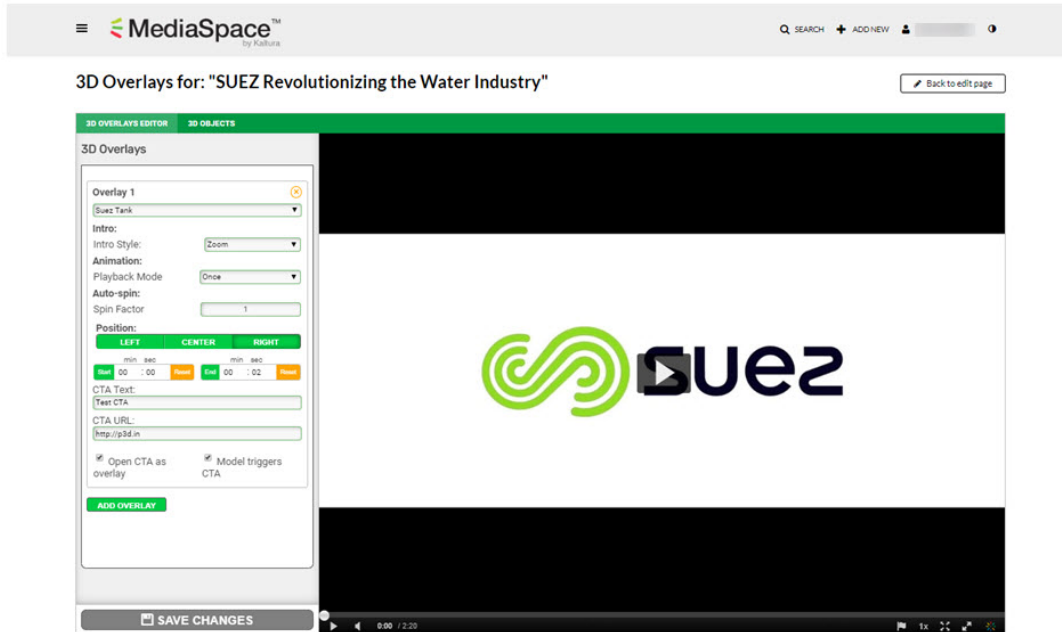 MediaSpace™
by Kaltura
SEARCH ADD NEW
3D Overlays for: "SUEZ Revolutionizing the Water Industry"
Back to edit page
3D OVERLAYS EDITOR 3D OBJECTS
3D Overlays
Overlay 1
Suez Tank
Intro:
Intro Style: Zoom
Animation:
Playback Mode Once
Auto-spin:
Spin Factor 1
Position:
LEFT CENTER RIGHT
min sec min sec
Start 00 : 00 Reset End 00 : 02 Reset
CTA Text:
Test CTA
CTA URL:
http://p3d.in
Open CTA as overlay
Model triggers CTA
ADD OVERLAY
SAVE CHANGES
suez
0:00 / 2:20
1x